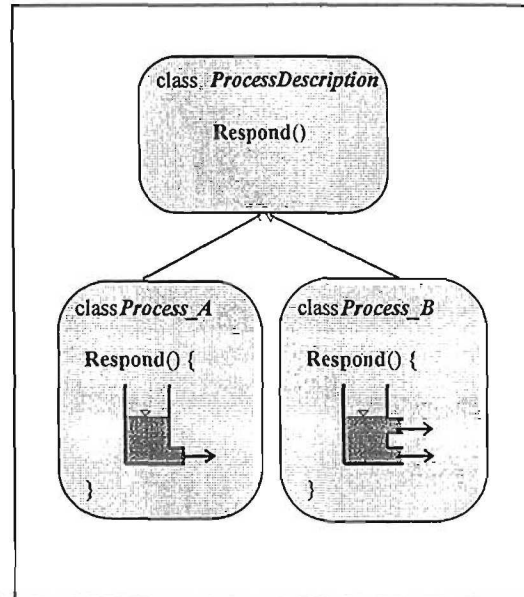 class ProcessDescription
Respond()
class Process_A
Respond() {
}
class Process_B
Respond() {
}